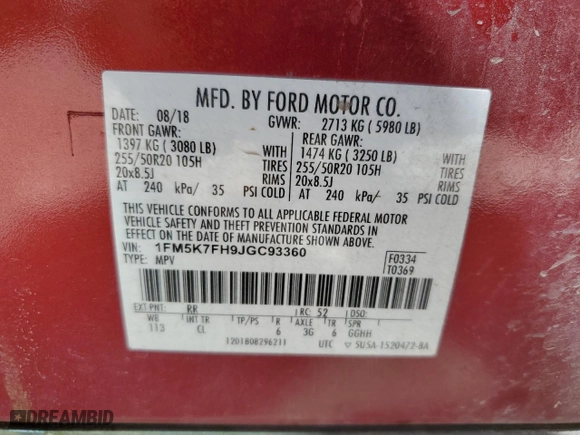 MFD. BY FORD MOTOR CO.
DATE: 08/18 GVWR: 2713 KG ( 5980 LB)
FRONT GAWR: REAR GAWR:
1397 KG ( 3080 LB) WITH 1474 KG ( 3250 LB) WITH
255/50R20 105H TIRES 255/50R20 105H TIRES
20x8.5J RIMS 20x8.5J RIMS
AT 240 kPa/ 35 PSI COLD AT 240 kPa/ 35 PSI COLD
THIS VEHICLE CONFORMS TO ALL APPLICABLE FEDERAL MOTOR
VEHICLE SAFETY AND THEFT PREVENTION STANDARDS IN
EFFECT ON THE DATE OF MANUFACTURE SHOWN ABOVE.
VIN: 1FM5K7FH9JGC93360 F0334
TYPE: MPV T0369
EXT PNT: RR RC: 52 DSO:
WB INT TR TP/PS R AXLE TR SPR
113 CL 6 3G 6 GGHH
1201808296211 UTC 5U5A-1520472-BA
DREAMBID